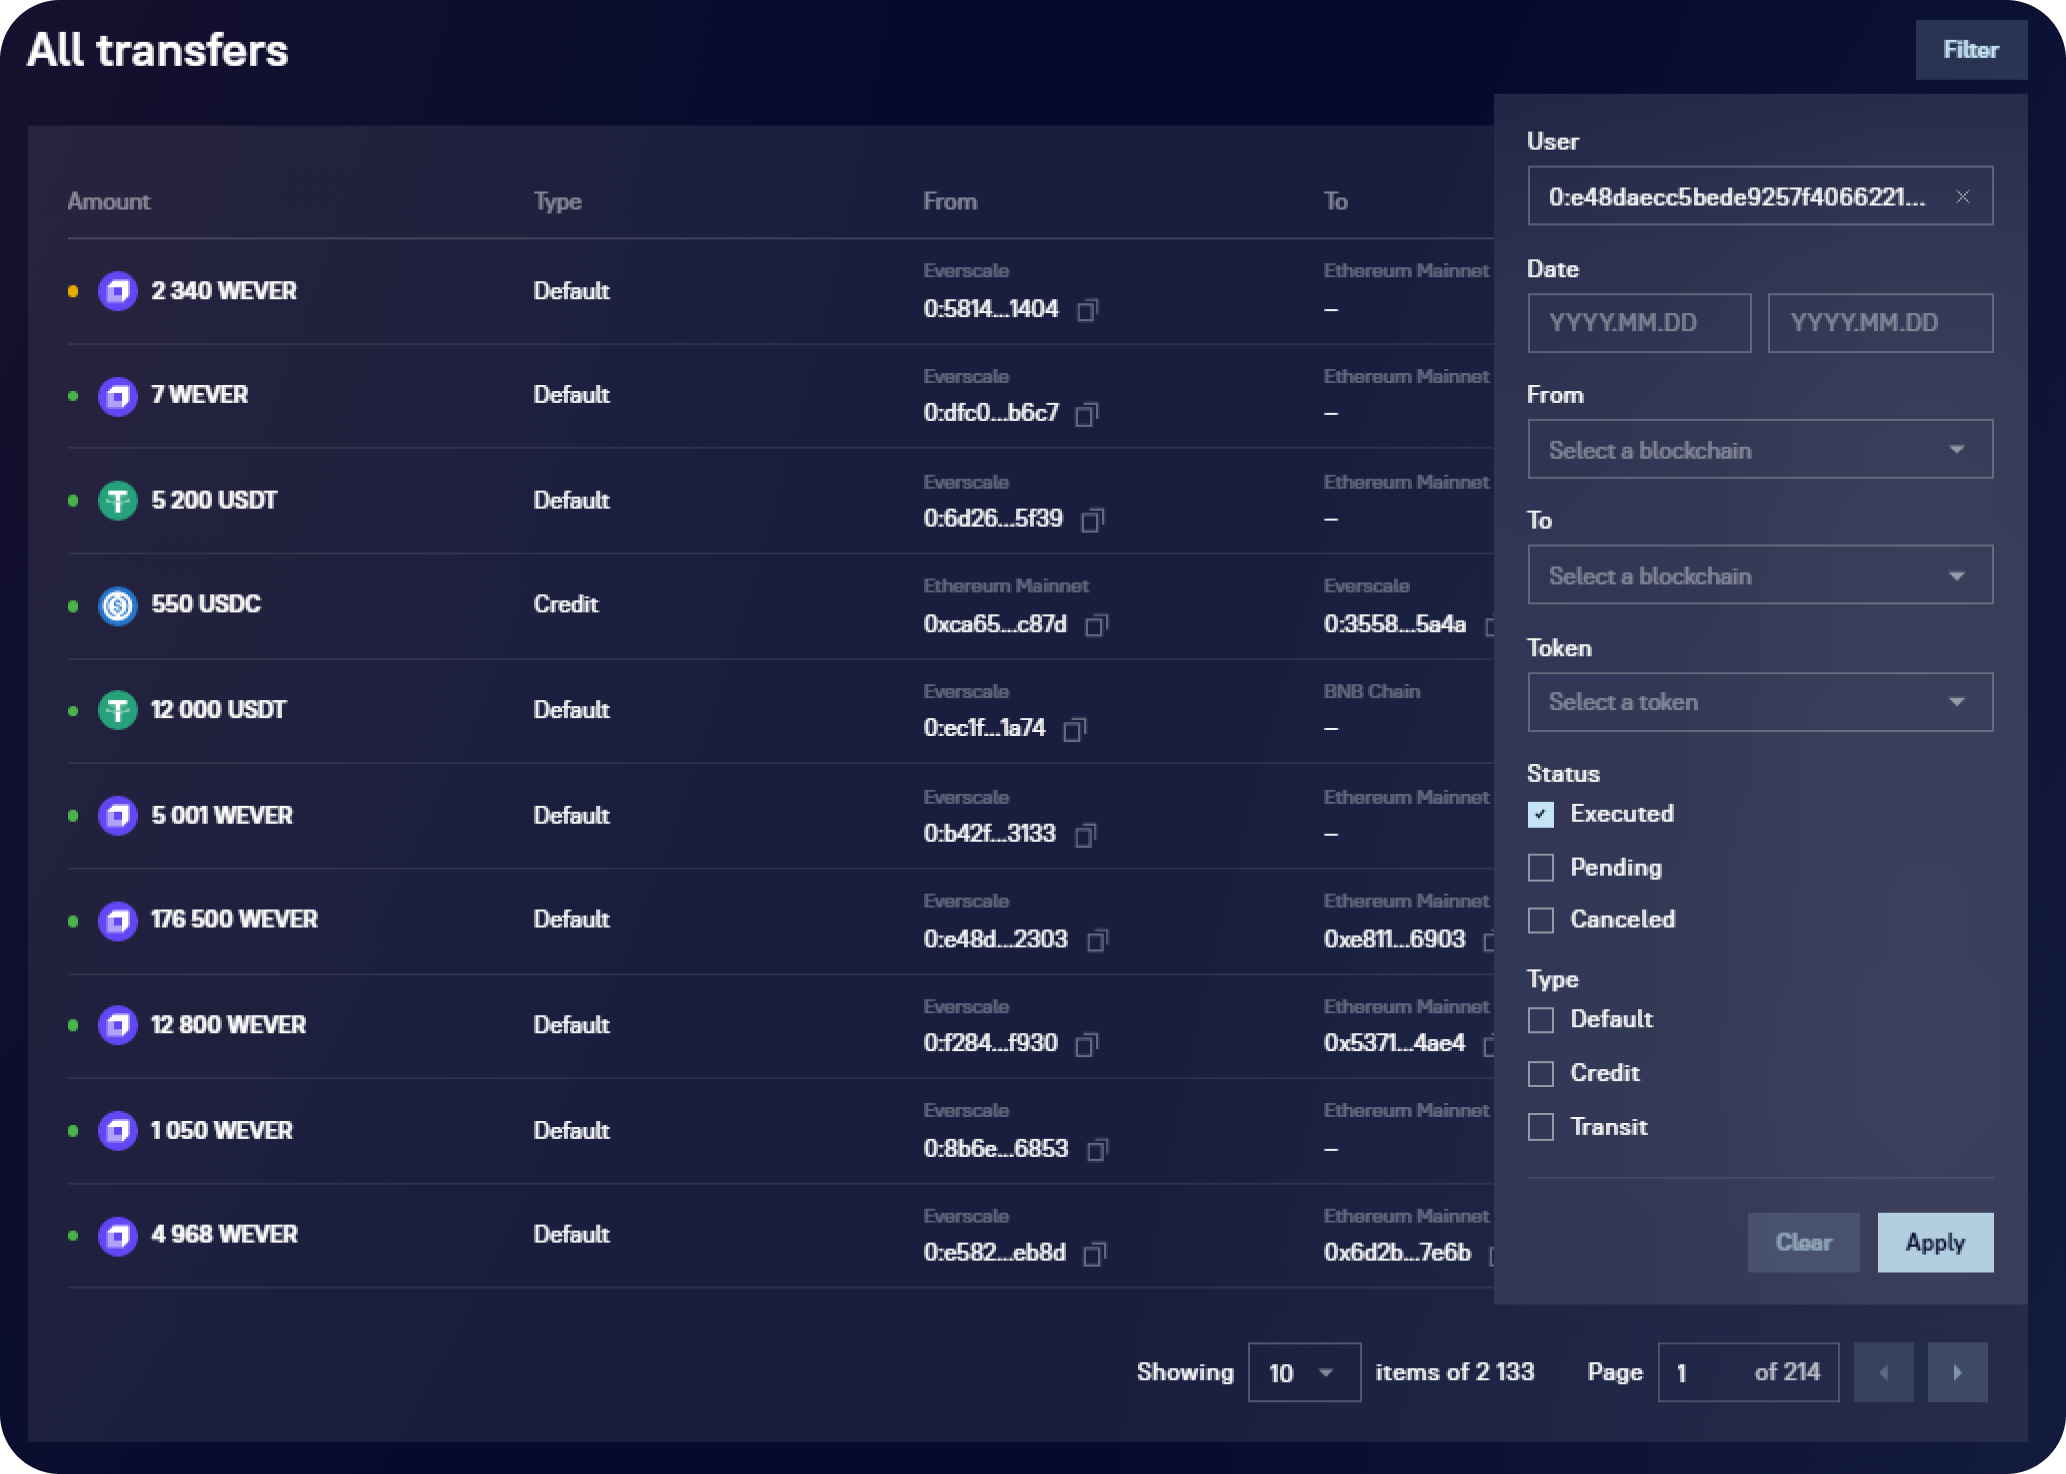 All transfers
Filter
Amount Type From To
2 340 WEVER Default Everscale Ethereum Mainnet
0:5814...1404 –
7 WEVER Default Everscale Ethereum Mainnet
0:dfc0...b6c7 –
5 200 USDT Default Everscale Ethereum Mainnet
0:6d26...5f39 –
550 USDC Credit Ethereum Mainnet Everscale
0xca65...c87d 0:3558...5a4a
12 000 USDT Default Everscale BNB Chain
0:ec1f...1a74 –
5 001 WEVER Default Everscale Ethereum Mainnet
0:b42f...3133 –
176 500 WEVER Default Everscale Ethereum Mainnet
0:e48d...2303 0xe811...6903
12 800 WEVER Default Everscale Ethereum Mainnet
0:f284...f930 0x5371...4ae4
1 050 WEVER Default Everscale Ethereum Mainnet
0:8b6e...6853 –
4 968 WEVER Default Everscale Ethereum Mainnet
0:e582...eb8d 0x6d2b...7e6b
User
0:e48daecc5bede9257f4066221...
Date
YYYY.MM.DD YYYY.MM.DD
From
Select a blockchain
To
Select a blockchain
Token
Select a token
Status
Executed
Pending
Canceled
Type
Default
Credit
Transit
Clear Apply
Showing 10 items of 2 133 Page 1 of 214